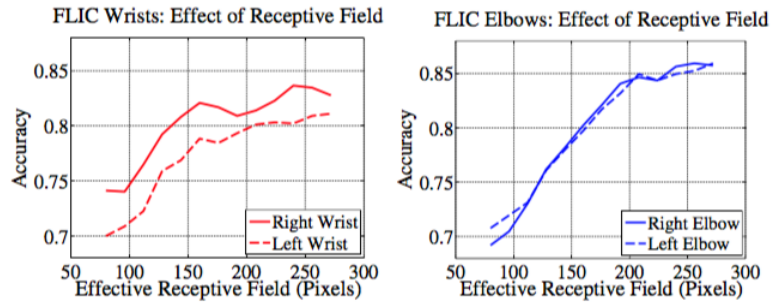 FLIC Wrists: Effect of Receptive Field
0.85
0.8
0.75
0.7
Accuracy
Right Wrist
Left Wrist
50 100 150 200 250 300
Effective Receptive Field (Pixels)
FLIC Elbows: Effect of Receptive Field
0.85
0.8
0.75
0.7
Accuracy
Right Elbow
Left Elbow
50 100 150 200 250 300
Effective Receptive Field (Pixels)